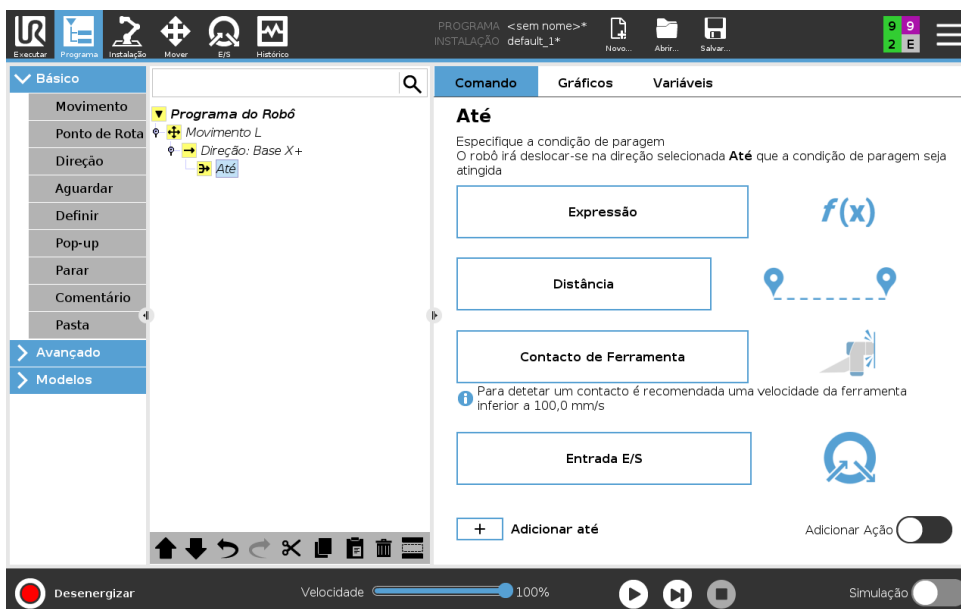 Executar
Programa
Instalação
Mover
E/S
Histórico
PROGRAMA <sem nome>*
INSTALAÇÃO default_1*
Novo...
Abrir...
Salvar...
9 9
2 E
Básico
Movimento
Ponto de Rota
Direção
Aguardar
Definir
Pop-up
Parar
Comentário
Pasta
Avançado
Modelos
Programa do Robô
Movimento L
Direção: Base X+
Até
Comando Gráficos Variáveis
Até
Especifique a condição de paragem
O robô irá deslocar-se na direção selecionada Até que a condição de paragem seja
atingida
Expressão
f(x)
Distância
Contacto de Ferramenta
Para detetar um contacto é recomendada uma velocidade da ferramenta
inferior a 100,0 mm/s
Entrada E/S
+ Adicionar até
Adicionar Ação
Desenergizar
Velocidade 100%
Simulação